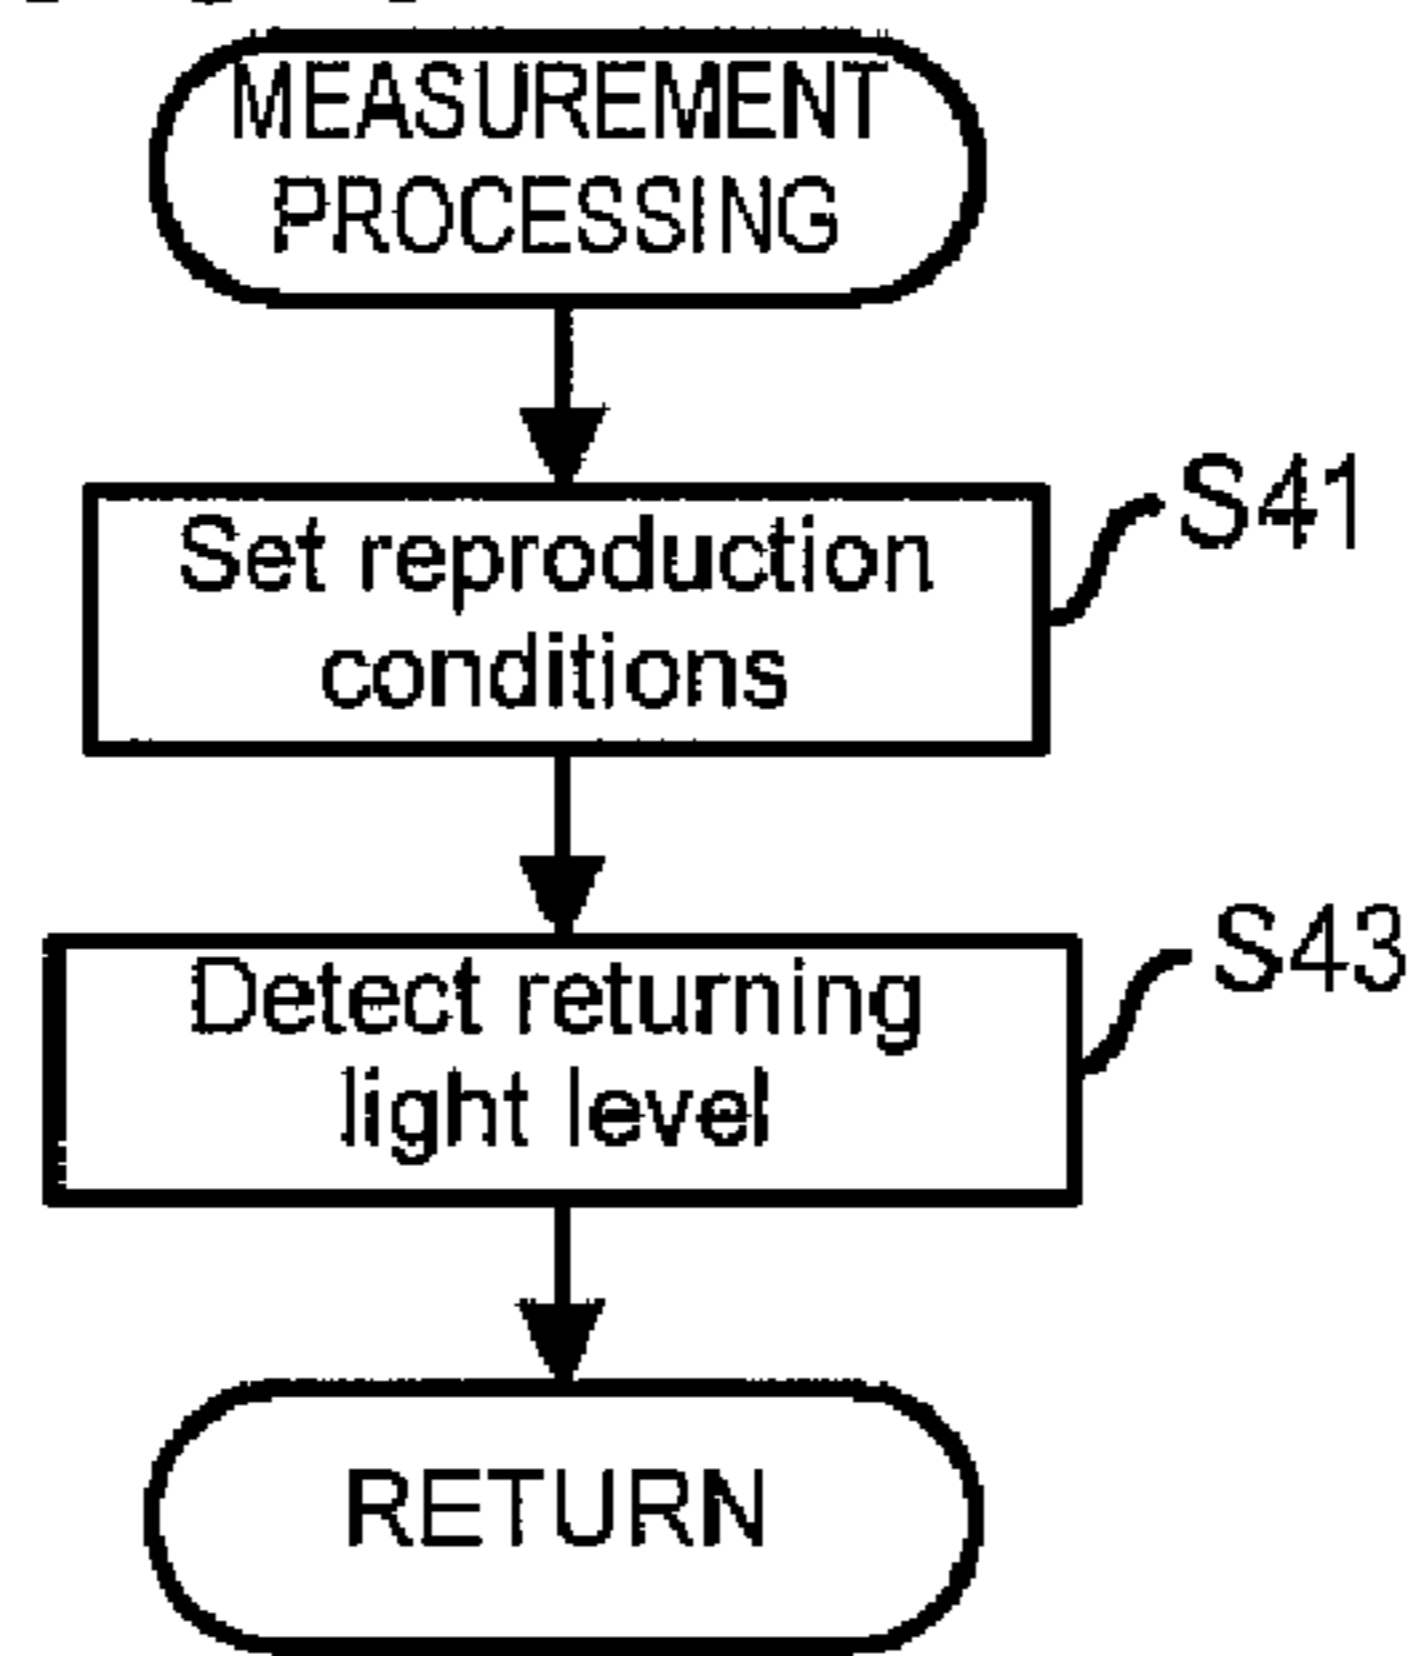 MEASUREMENT
PROCESSING
Set reproduction
conditions
S41
Detect returning
light level
S43
RETURN